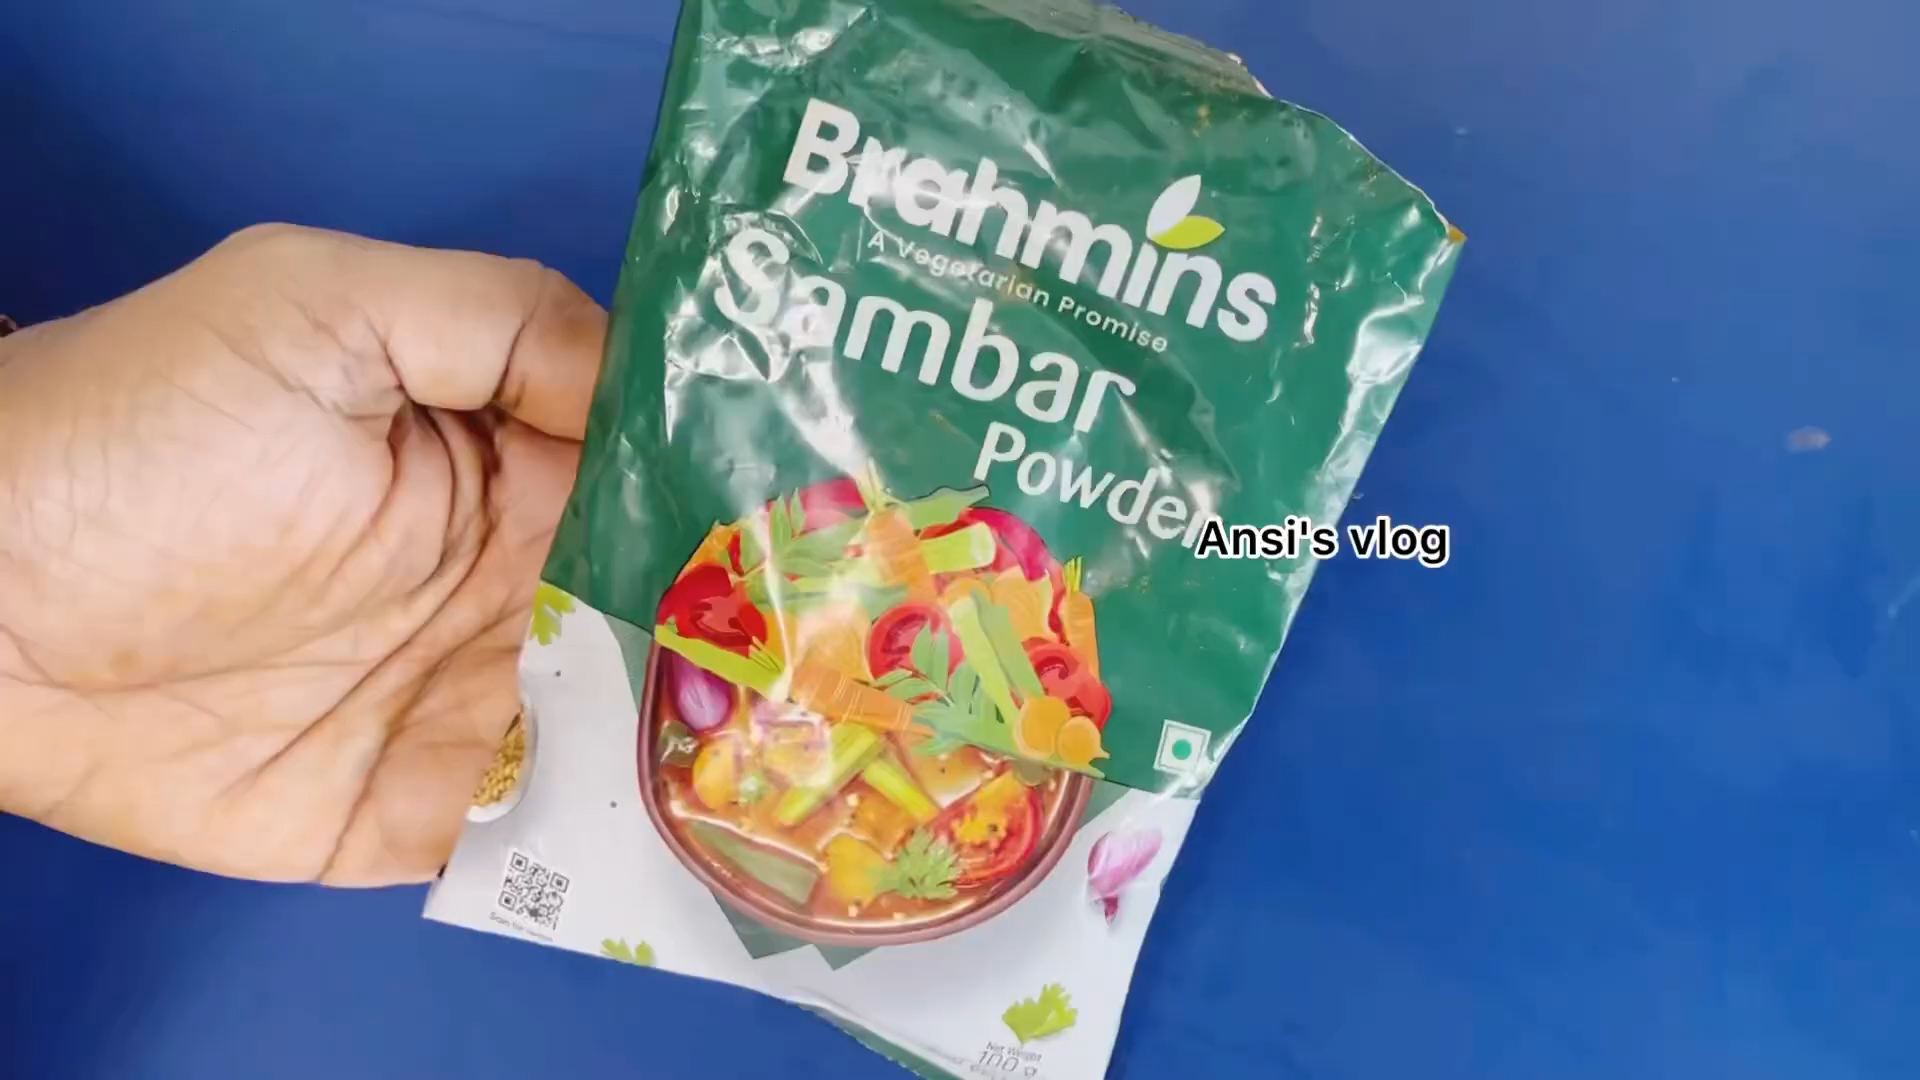 Brahmins
A Vegetarian Promise
Sambar
Powder
Ansi's vlog
Net Weight
100 g